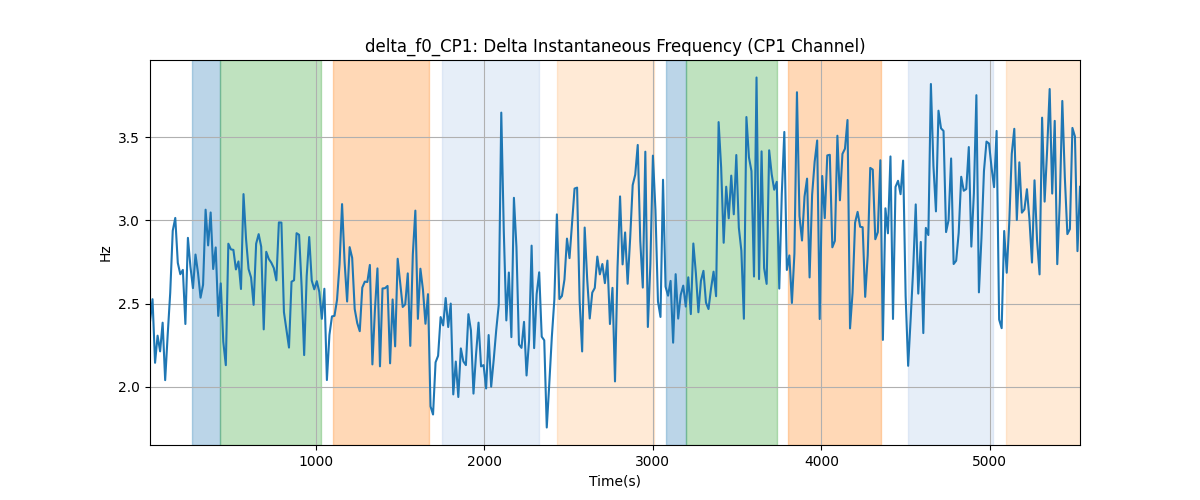 delta_f0_CP1: Delta Instantaneous Frequency (CP1 Channel)
3.5
3.0
2.5
2.0
Hz
1000 2000 3000 4000 5000
Time(s)